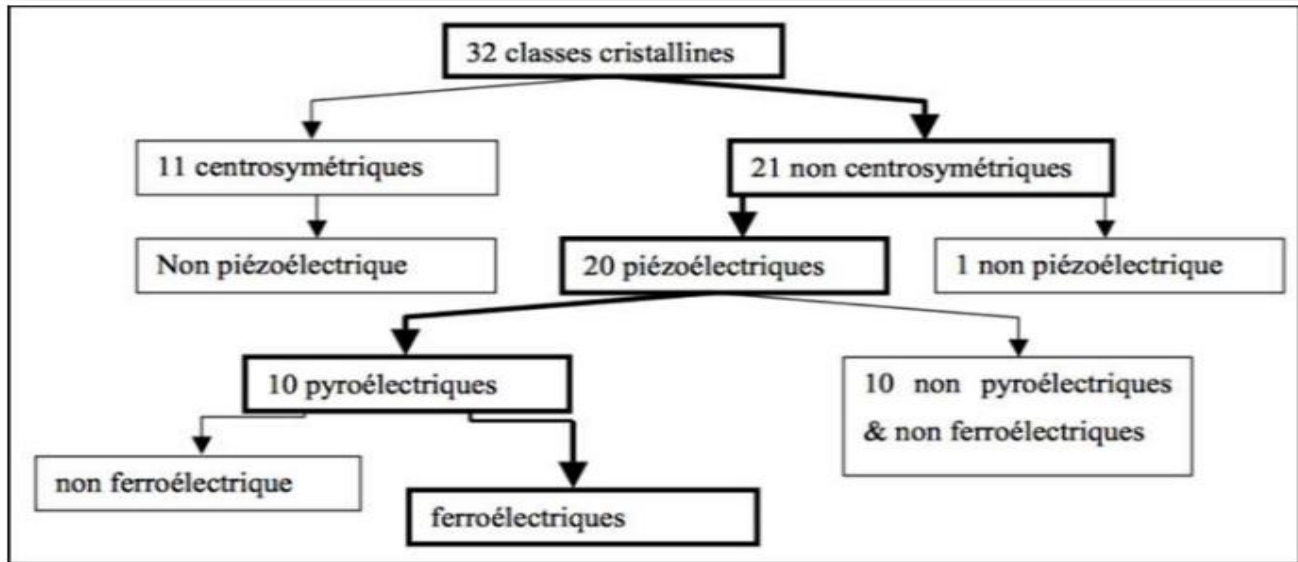 32 classes cristallines
11 centrosymétriques
21 non centrosymétriques
Non piézoélectrique
20 piézoélectriques
1 non piézoélectrique
10 pyroélectriques
10 non pyroélectriques
& non ferroélectriques
non ferroélectrique
ferroélectriques